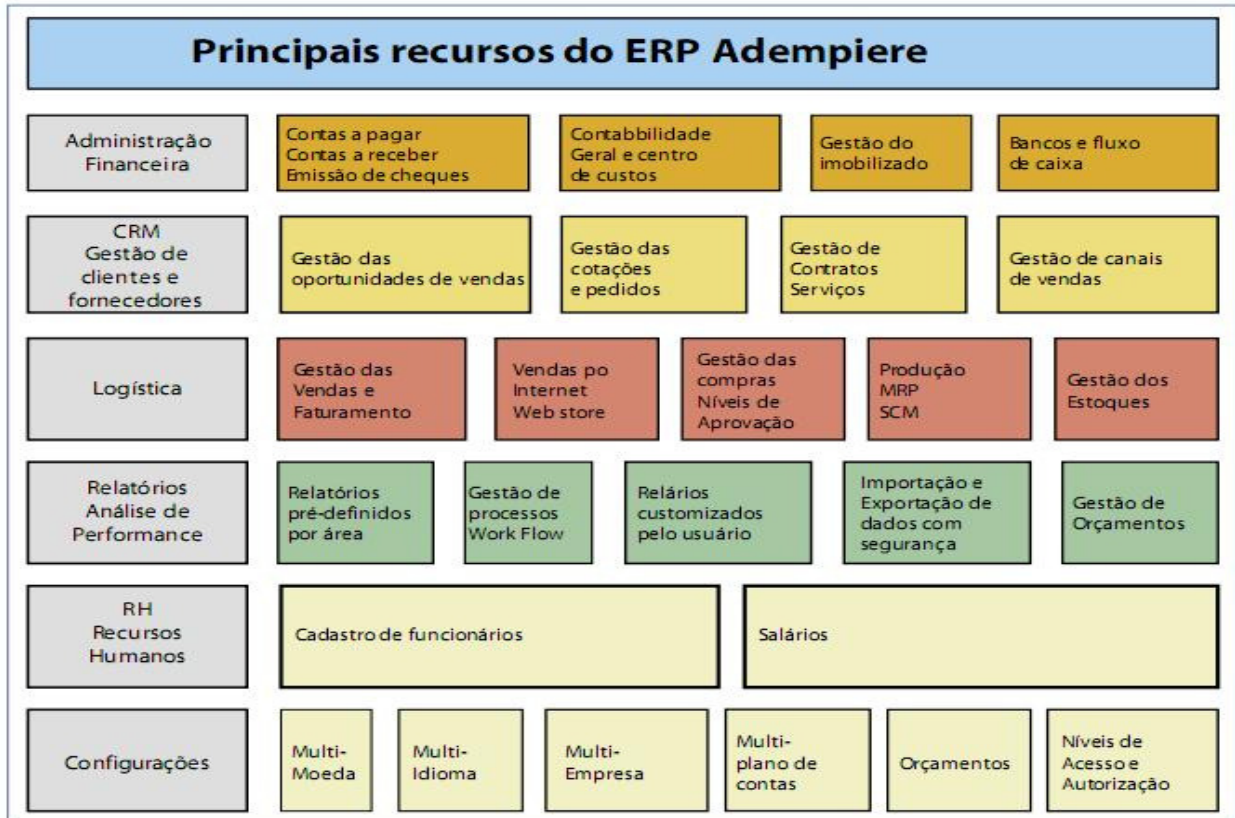 Principais recursos do ERP Adempiere
Administração
Financeira
Contas a pagar
Contas a receber
Emissão de cheques
Contabbilidade
Geral e centro
de custos
Gestão do
imobilizado
Bancos e fluxo
de caixa
CRM
Gestão de
clientes e
fornecedores
Gestão das
oportunidades de vendas
Gestão das
cotações
e pedidos
Gestão de
Contratos
Serviços
Gestão de canais
de vendas
Logística
Gestão das
Vendas e
Faturamento
Vendas po
Internet
Web store
Gestão das
compras
Níveis de
Aprovação
Produção
MRP
SCM
Gestão dos
Estoques
Relatórios
Análise de
Performance
Relatórios
pré-definidos
por área
Gestão de
processos
Work Flow
Relários
customizados
pelo usuário
Importação e
Exportação de
dados com
segurança
Gestão de
Orçamentos
RH
Recursos
Humanos
Cadastro de funcionários
Salários
Configurações
Multi-
Moeda
Multi-
Idioma
Multi-
Empresa
Multi-
plano de
contas
Orçamentos
Níveis de
Acesso e
Autorização